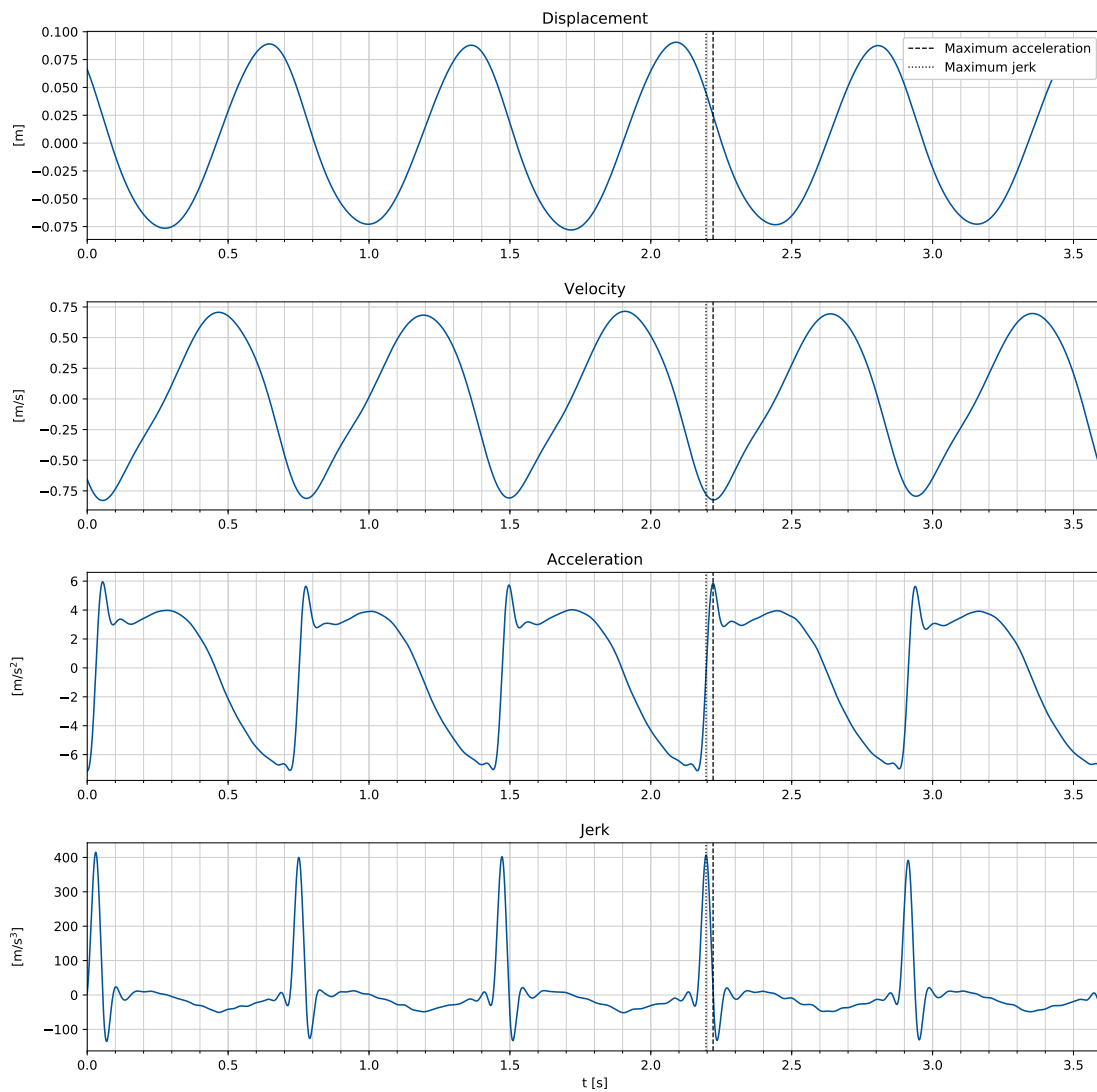 Displacement
0.100
0.075
0.050
0.025
0.000
−0.025
−0.050
−0.075
[m]
Maximum acceleration
Maximum jerk
0.0 0.5 1.0 1.5 2.0 2.5 3.0 3.5
Velocity
0.75
0.50
0.25
0.00
−0.25
−0.50
−0.75
[m/s]
0.0 0.5 1.0 1.5 2.0 2.5 3.0 3.5
Acceleration
6
4
2
0
−2
−4
−6
[m/s²]
0.0 0.5 1.0 1.5 2.0 2.5 3.0 3.5
Jerk
400
300
200
100
0
−100
[m/s³]
0.0 0.5 1.0 1.5 2.0 2.5 3.0 3.5
t [s]